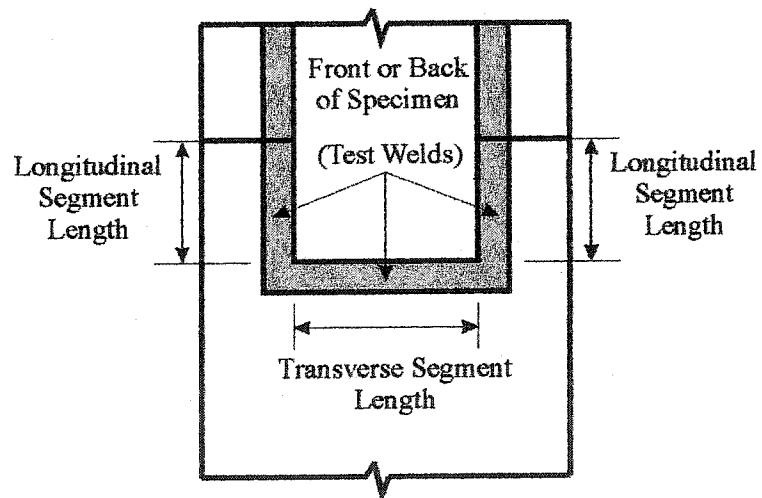 Front or Back
of Specimen
(Test Welds)
Longitudinal
Segment
Length
Longitudinal
Segment
Length
Transverse Segment
Length